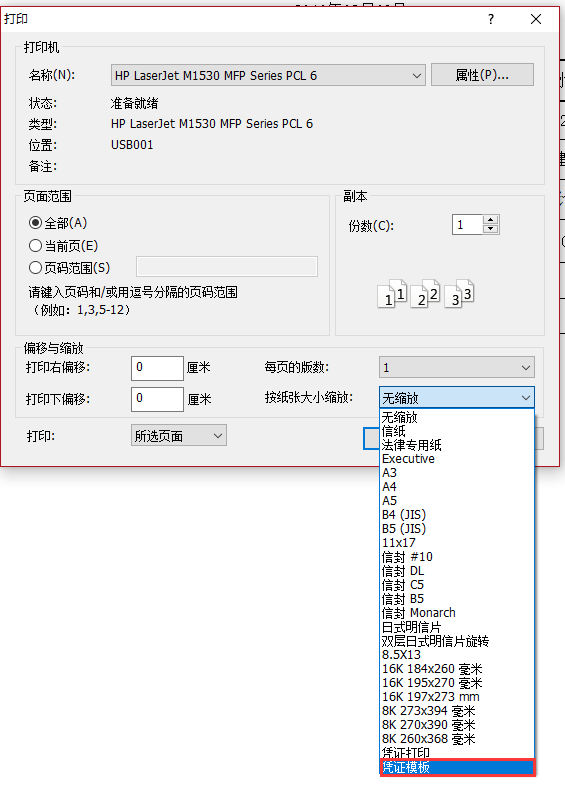 打印
?
打印机
名称(N):
HP LaserJet M1530 MFP Series PCL 6
属性(P)...
状态:
准备就绪
类型:
HP LaserJet M1530 MFP Series PCL 6
位置:
USB001
备注:
页面范围
全部(A)
当前页(E)
页码范围(S)
请键入页码和/或用逗号分隔的页码范围
（例如：1,3,5-12）
副本
份数(C):
1
1 1 2 2 3 3
偏移与缩放
打印右偏移:
0
厘米
每页的版数:
1
打印下偏移:
0
厘米
按纸张大小缩放:
无缩放
打印:
所选页面
无缩放
信纸
法律专用纸
Executive
A3
A4
A5
B4 (JIS)
B5 (JIS)
11x17
信封 #10
信封 DL
信封 C5
信封 B5
信封 Monarch
日式明信片
双层日式明信片旋转
8.5X13
16K 184x260 毫米
16K 195x270 毫米
16K 197x273 mm
8K 273x394 毫米
8K 270x390 毫米
8K 260x368 毫米
凭证打印
凭证模板